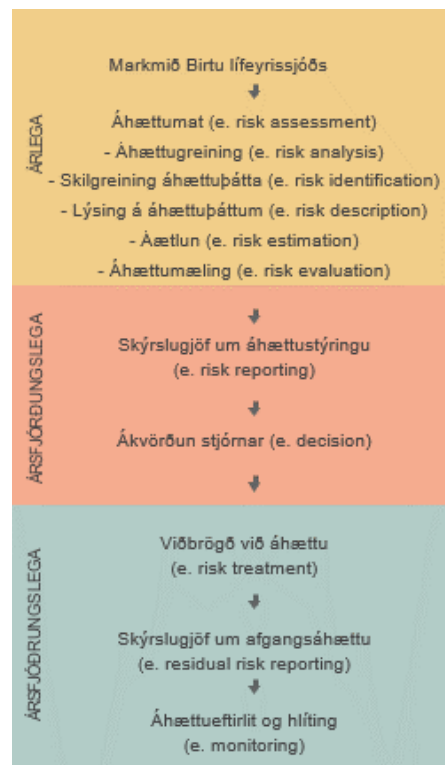 ÁRLEGA
Markmið Birtu lífeyrissjóðs
Áhættumat (e. risk assessment)
- Áhættugreining (e. risk analysis)
- Skilgreining áhættuþátta (e. risk identification)
- Lýsing á áhættuþáttum (e. risk description)
- Áætlun (e. risk estimation)
- Áhættumæling (e. risk evaluation)
ÁRSFJÓRÐUNGSLEGA
Skýrslugjöf um áhættustýringu
(e. risk reporting)
Ákvörðun stjórnar (e. decision)
ÁRSFJÓÐRUNGSLEGA
Viðbrögð við áhættu
(e. risk treatment)
Skýrslugjöf um afgangsáhættu
(e. residual risk reporting)
Áhættueftirlit og hlíting
(e. monitoring)